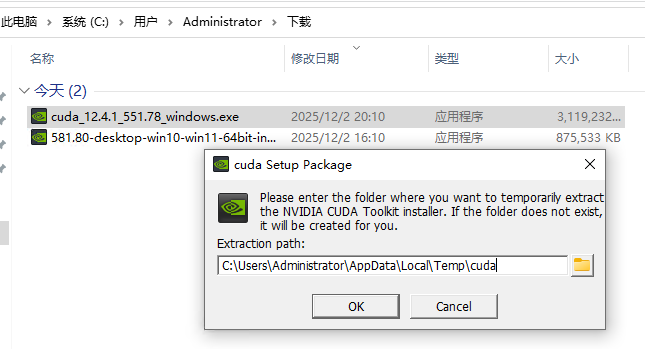 此电脑 > 系统 (C:) > 用户 > Administrator > 下载
名称 修改日期 类型 大小
今天 (2)
cuda_12.4.1_551.78_windows.exe 2025/12/2 20:10 应用程序 3,119,232...
581.80-desktop-win10-win11-64bit-in... 2025/12/2 16:10 应用程序 875,533 KB
cuda Setup Package
Please enter the folder where you want to temporarily extract
the NVIDIA CUDA Toolkit installer. If the folder does not exist,
it will be created for you.
Extraction path:
C:\Users\Administrator\AppData\Local\Temp\cuda
OK Cancel